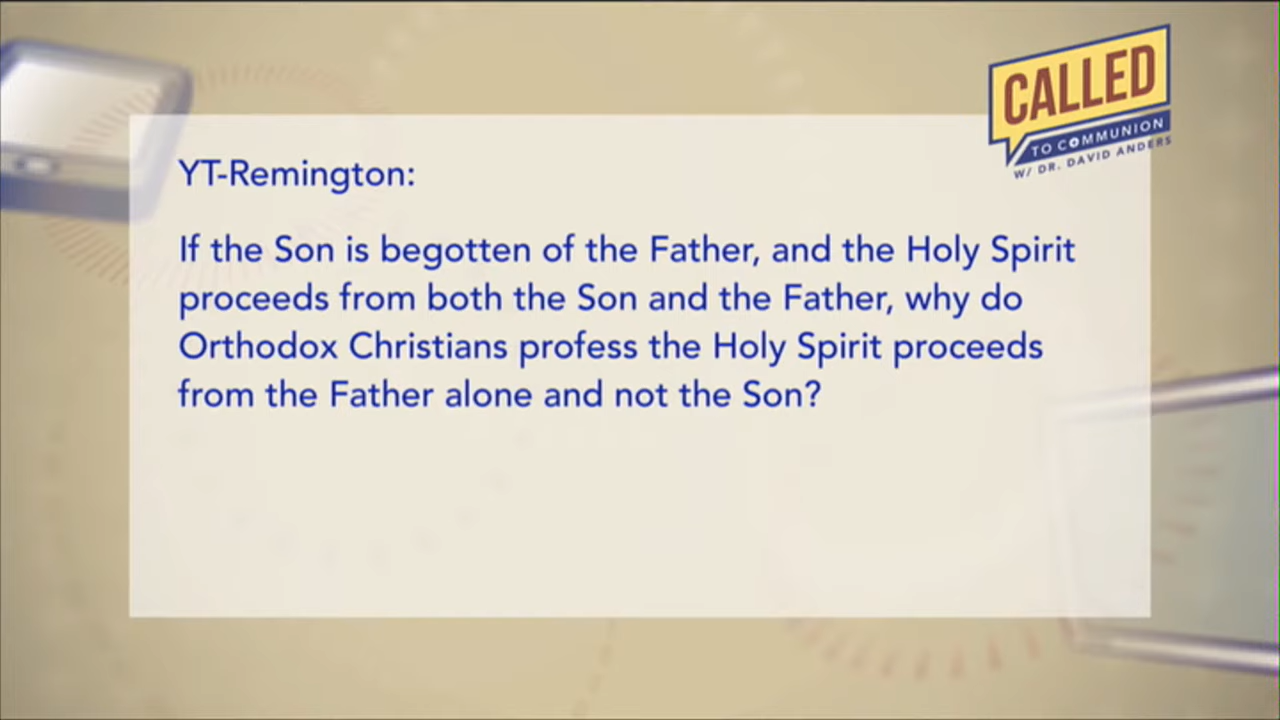 CALLED
TO COMMUNION
W/ DR. DAVID ANDERS
YT-Remington:
If the Son is begotten of the Father, and the Holy Spirit
proceeds from both the Son and the Father, why do
Orthodox Christians profess the Holy Spirit proceeds
from the Father alone and not the Son?